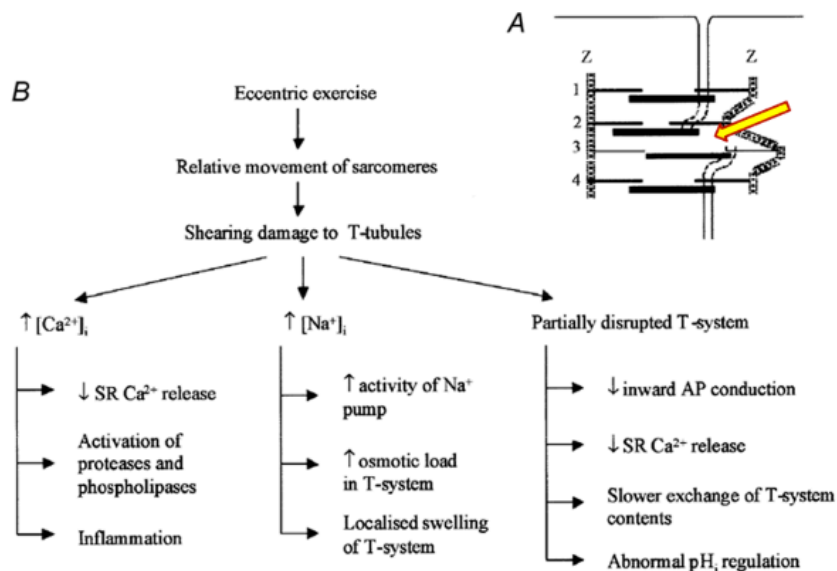 A
B
Z Z
1
2
3
4
Eccentric exercise
Relative movement of sarcomeres
Shearing damage to T-tubules
↑ [Ca²⁺]ᵢ
↓ SR Ca²⁺ release
Activation of
proteases and
phospholipases
Inflammation
↑ [Na⁺]ᵢ
↑ activity of Na⁺
pump
↑ osmotic load
in T-system
Localised swelling
of T-system
Partially disrupted T-system
↓ inward AP conduction
↓ SR Ca²⁺ release
Slower exchange of T-system
contents
Abnormal pHᵢ regulation